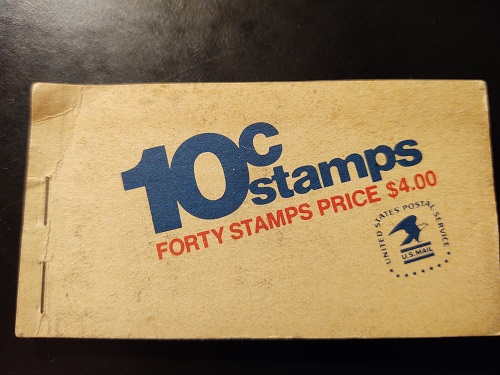 10c
stamps
FORTY STAMPS PRICE $4.00
UNITED STATES POSTAL SERVICE
U.S.MAIL